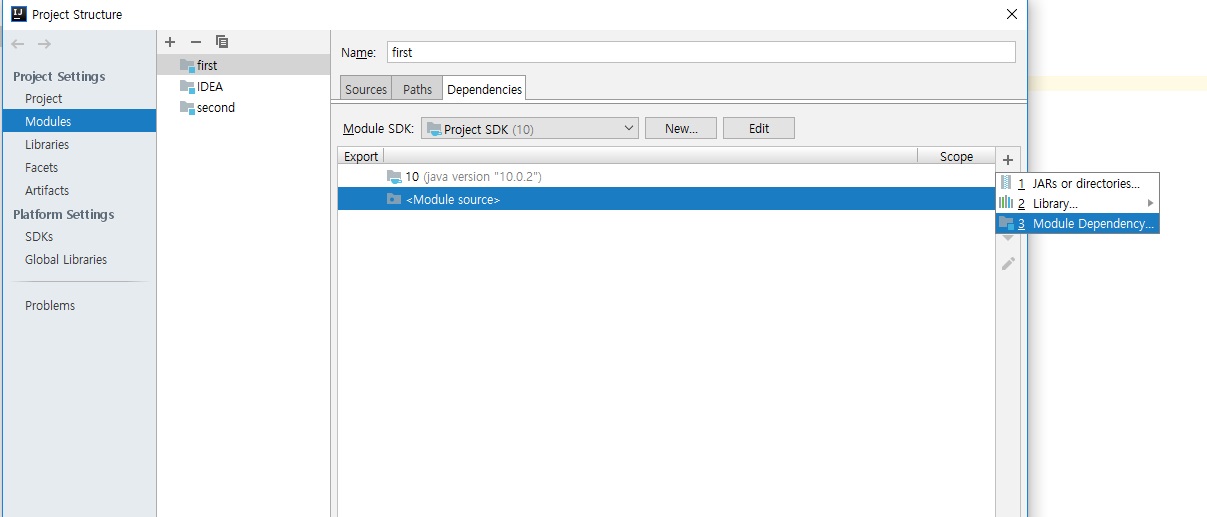 IJ
Project Structure
Project Settings
Project
Modules
Libraries
Facets
Artifacts
Platform Settings
SDKs
Global Libraries
Problems
first
IDEA
second
Name: first
Sources Paths Dependencies
Module SDK: Project SDK (10) New... Edit
Export Scope
10 (java version "10.0.2")
<Module source>
1 JARs or directories...
2 Library...
3 Module Dependency...